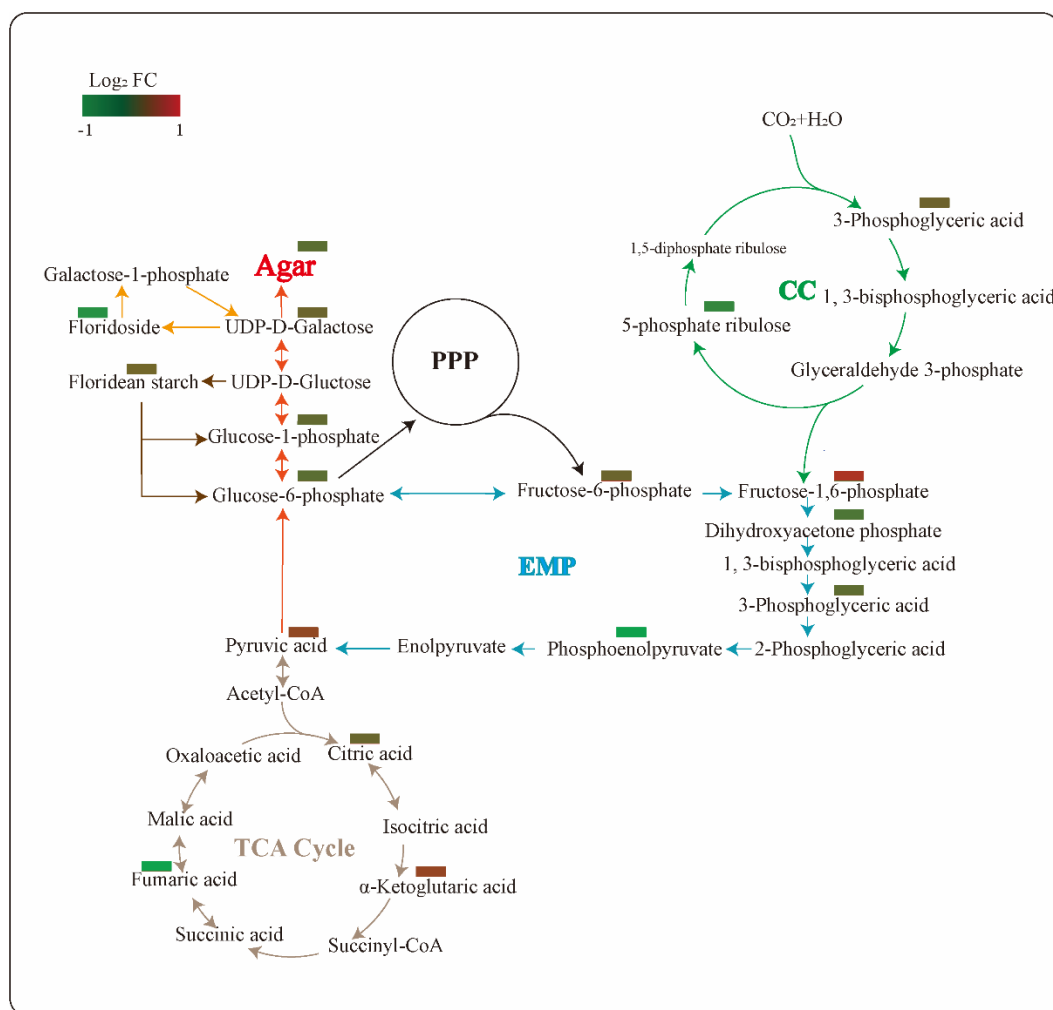 Log₂ FC
-1 1
CO₂+H₂O
3-Phosphoglyceric acid
1,5-diphosphate ribulose
Agar
Galactose-1-phosphate
CC
1, 3-bisphosphoglyceric acid
Floridoside
UDP-D-Galactose
5-phosphate ribulose
PPP
Glyceraldehyde 3-phosphate
Floridean starch
UDP-D-Gluctose
Glucose-1-phosphate
Glucose-6-phosphate
Fructose-6-phosphate
Fructose-1,6-phosphate
Dihydroxyacetone phosphate
EMP
1, 3-bisphosphoglyceric acid
3-Phosphoglyceric acid
Pyruvic acid
Enolpyruvate
Phosphoenolpyruvate
2-Phosphoglyceric acid
Acetyl-CoA
Oxaloacetic acid
Citric acid
Malic acid
Isocitric acid
TCA Cycle
Fumaric acid
α-Ketoglutaric acid
Succinic acid
Succinyl-CoA